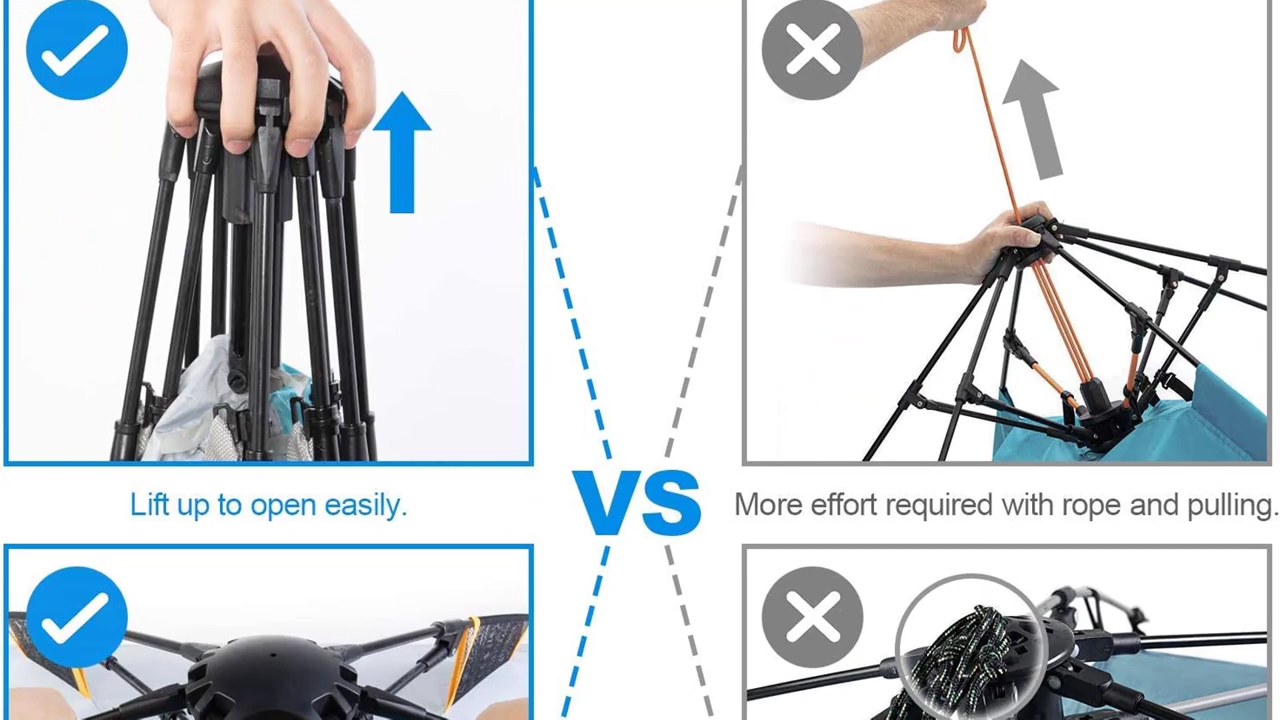 Lift up to open easily.
VS
More effort required with rope and pulling.